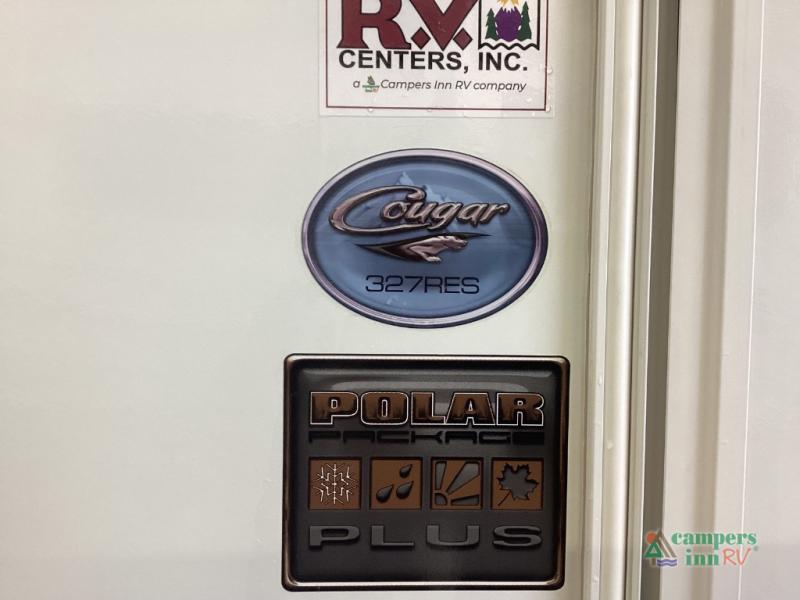 R.V.
CENTERS, INC.
a Campers Inn RV company
Cougar
327RES
POLAR
PACKAGE
PLUS
campers
inn RV®